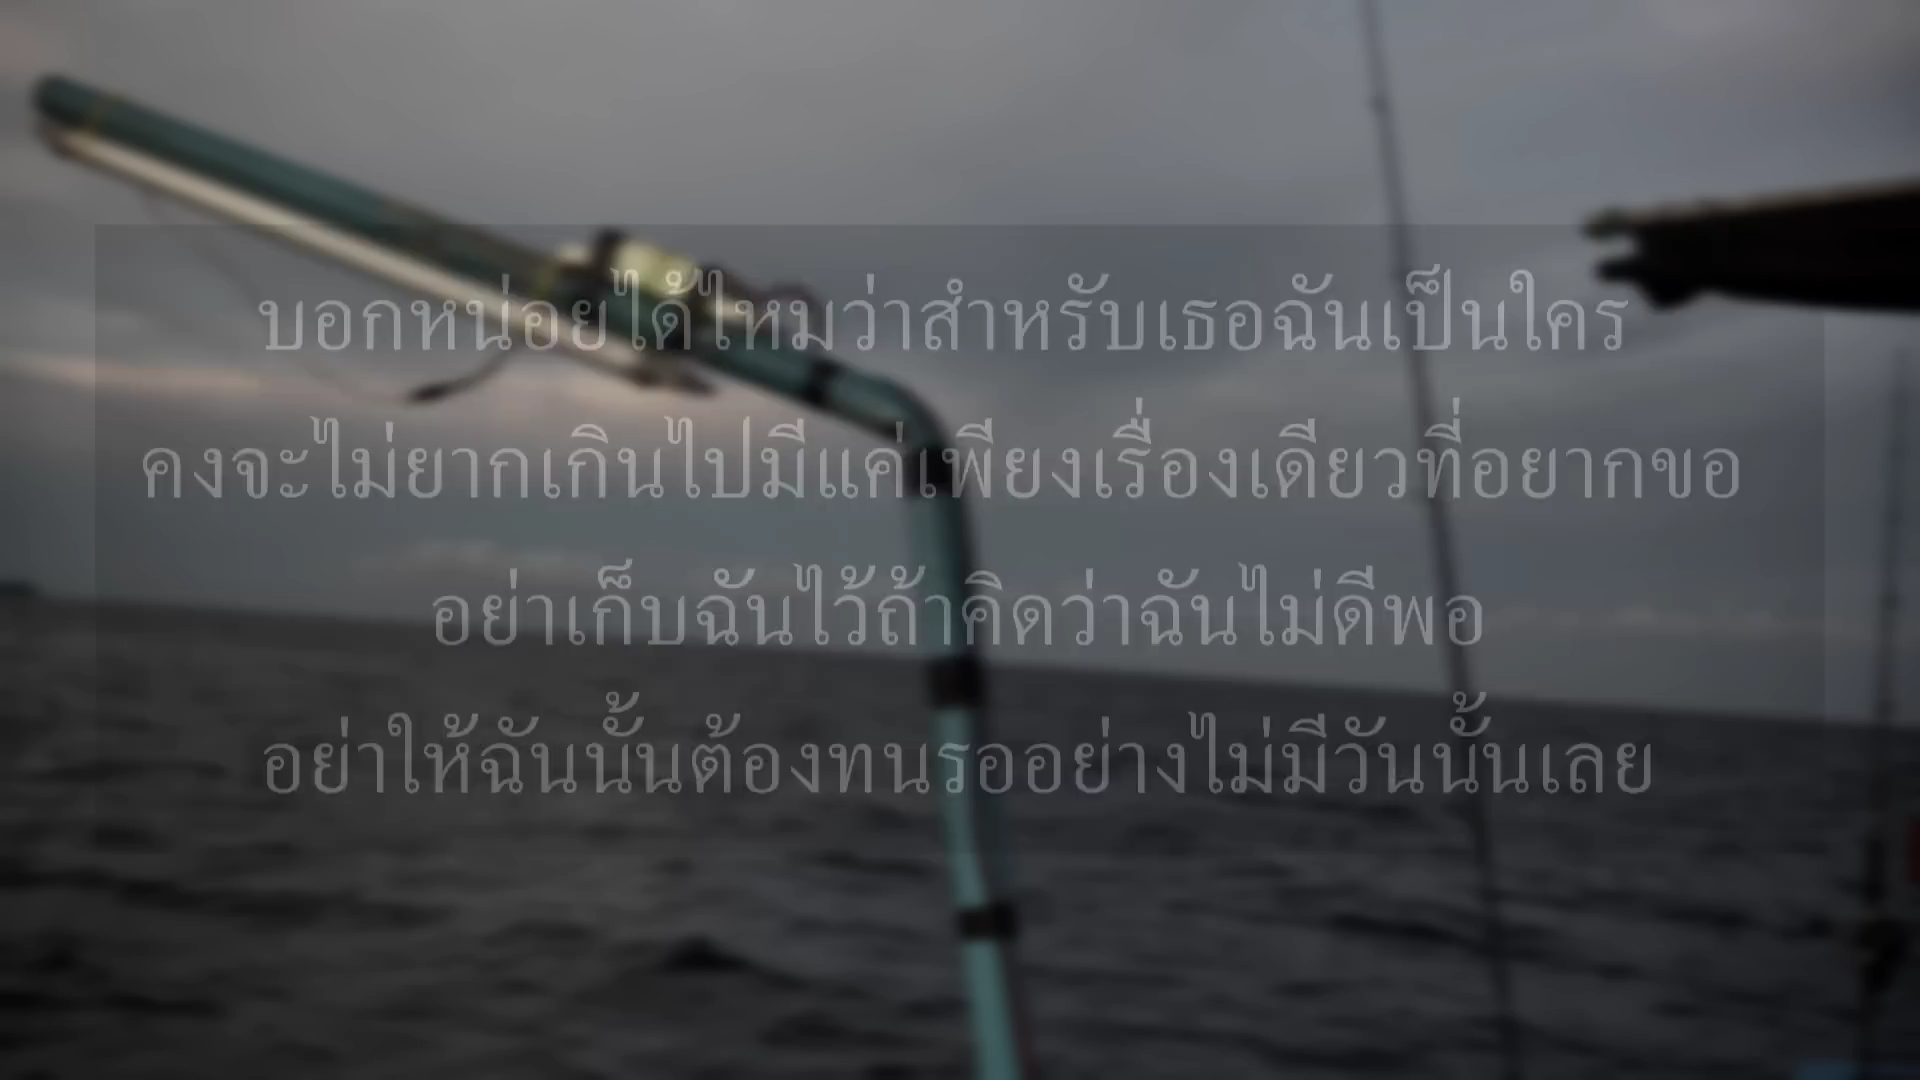 บอกหน่อยได้ไหมว่าสำหรับเธอฉันเป็นใคร
คงจะไม่ยากเกินไปมีแค่เพียงเรื่องเดียวที่อยากขอ
อย่าเก็บฉันไว้ถ้าคิดว่าฉันไม่ดีพอ
อย่าให้ฉันนั้นต้องทนรออย่างไม่มีวันนั้นเลย